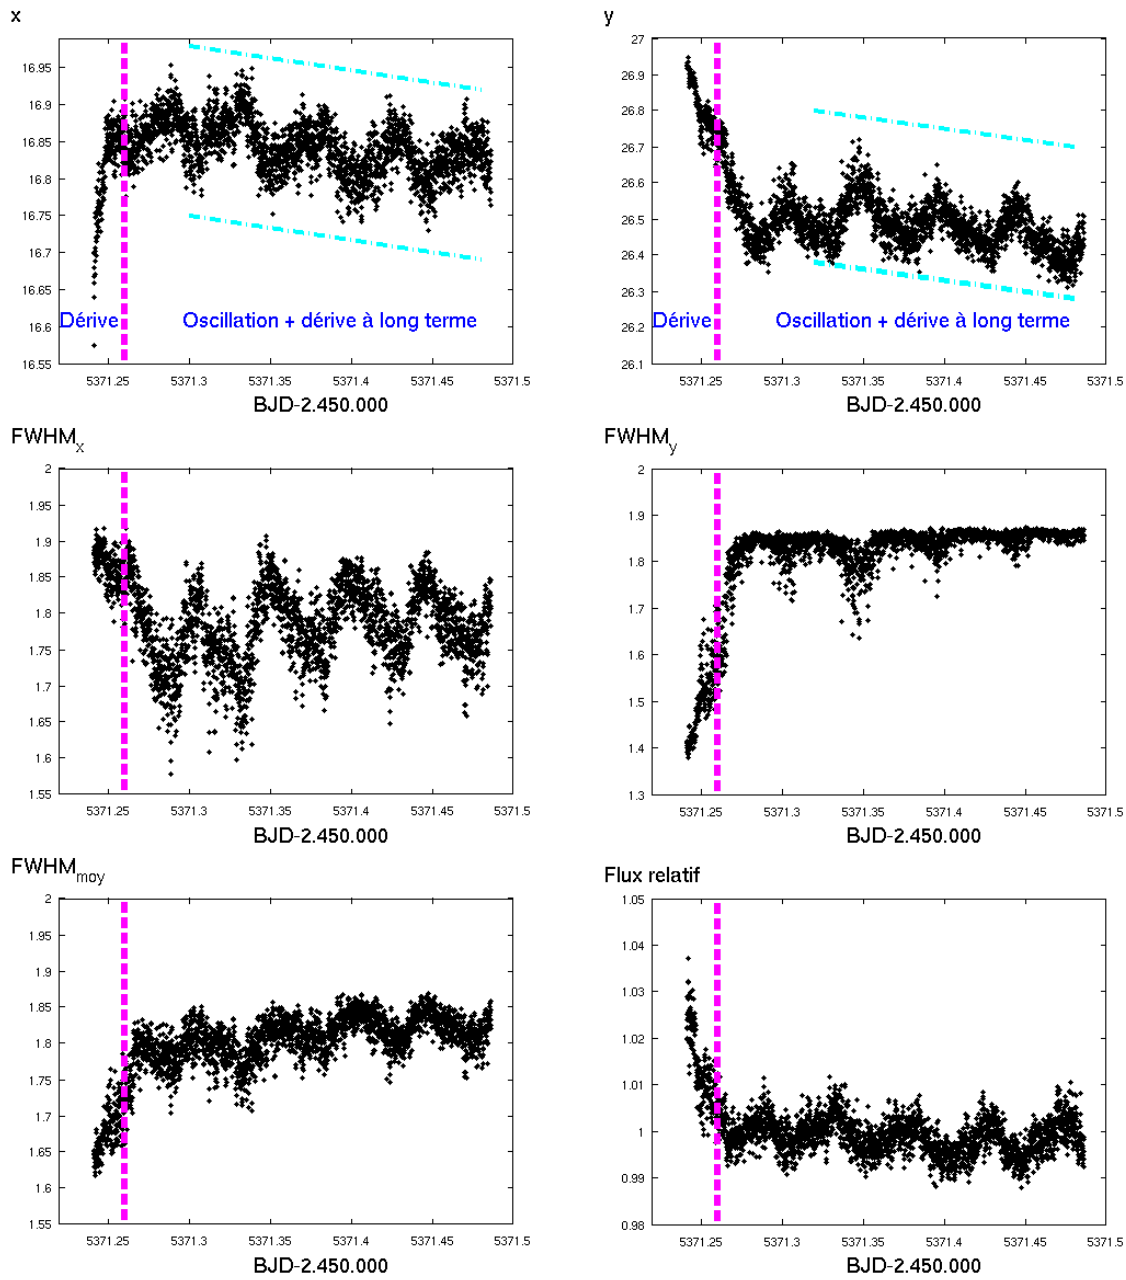 x
16.95
16.9
16.85
16.8
16.75
16.7
16.65
16.6
16.55
Dérive
Oscillation + dérive à long terme
5371.25 5371.3 5371.35 5371.4 5371.45 5371.5
BJD-2.450.000
y
27
26.9
26.8
26.7
26.6
26.5
26.4
26.3
26.2
26.1
Dérive
Oscillation + dérive à long terme
5371.25 5371.3 5371.35 5371.4 5371.45 5371.5
BJD-2.450.000
FWHMx
2
1.95
1.9
1.85
1.8
1.75
1.7
1.65
1.6
1.55
5371.25 5371.3 5371.35 5371.4 5371.45 5371.5
BJD-2.450.000
FWHMy
2
1.9
1.8
1.7
1.6
1.5
1.4
1.3
5371.25 5371.3 5371.35 5371.4 5371.45 5371.5
BJD-2.450.000
FWHMmoy
2
1.95
1.9
1.85
1.8
1.75
1.7
1.65
1.6
1.55
5371.25 5371.3 5371.35 5371.4 5371.45 5371.5
BJD-2.450.000
Flux relatif
1.05
1.04
1.03
1.02
1.01
1
0.99
0.98
5371.25 5371.3 5371.35 5371.4 5371.45 5371.5
BJD-2.450.000